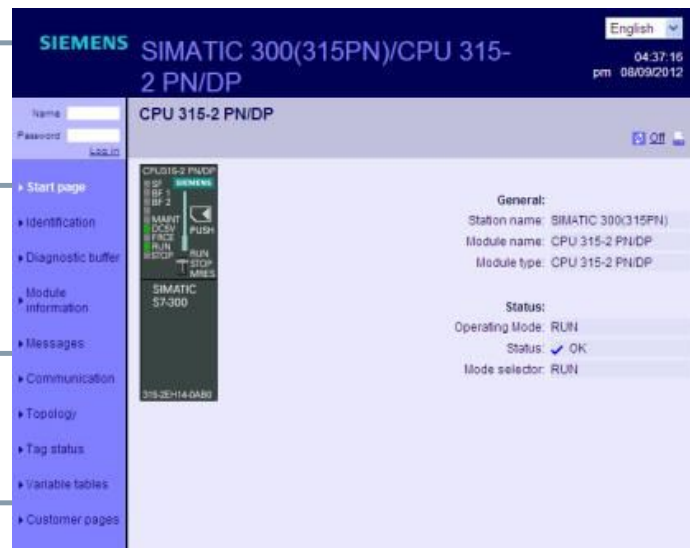 English
SIEMENS
SIMATIC 300(315PN)/CPU 315-
2 PN/DP
04:37:16
pm 08/09/2012
Name
Password
Log in
CPU 315-2 PN/DP
Off
Start page
Identification
Diagnostic buffer
Module
information
Messages
Communication
Topology
Tag status
Variable tables
Customer pages
CPU315-2 PN/DP
SF SIEMENS
BF 1
BF 2
MAINT
DC5V PUSH
FRCE
RUN RUN
STOP STOP
MRES
SIMATIC
S7-300
315-2EH14-0AB0
General:
Station name: SIMATIC 300(315PN)
Module name: CPU 315-2 PN/DP
Module type: CPU 315-2 PN/DP
Status:
Operating Mode: RUN
Status: OK
Mode selector: RUN